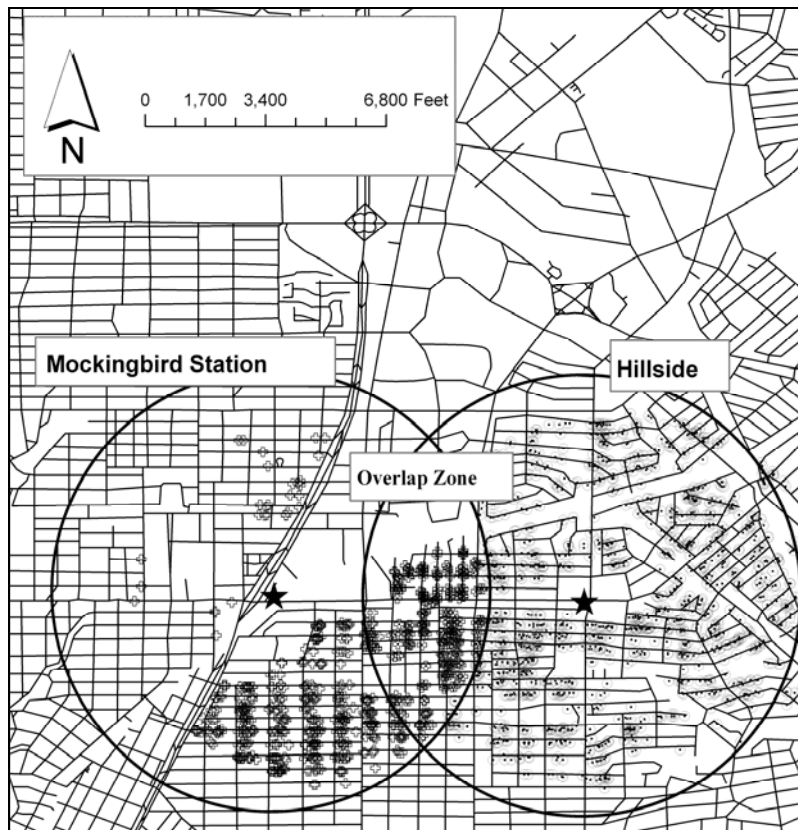 0 1,700 3,400 6,800 Feet
N
Mockingbird Station
Hillside
Overlap Zone